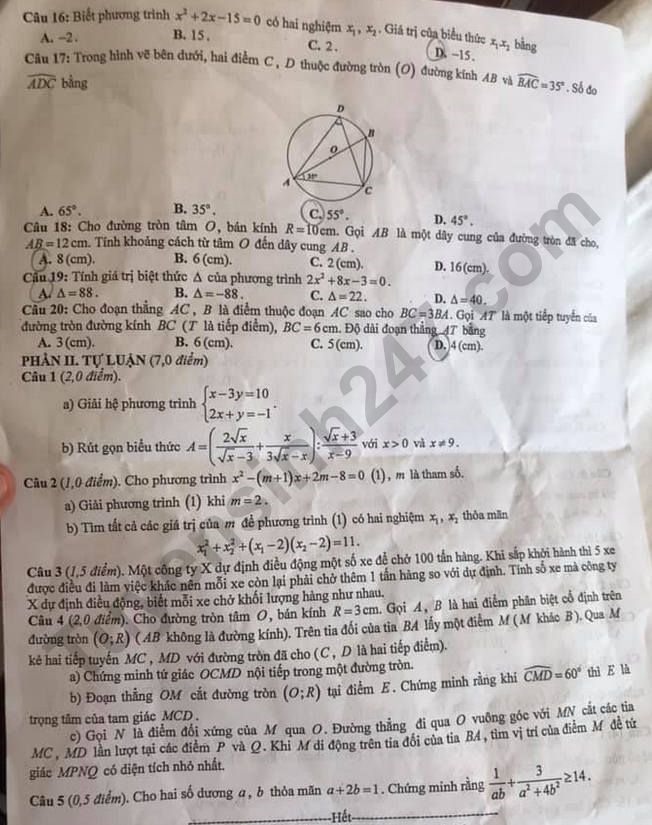 Câu 16: Biết phương trình x² + 2x − 15 = 0 có hai nghiệm x₁, x₂. Giá trị của biểu thức x₁x₂ bằng
A. −2. B. 15. C. 2. D. −15.
Câu 17: Trong hình vẽ bên dưới, hai điểm C, D thuộc đường tròn (O) đường kính AB và \widehat{BAC} = 35°. Số đo
\widehat{ADC} bằng
D
B
O
A
35°
C
A. 65°. B. 35°. C. 55°. D. 45°.
Câu 18: Cho đường tròn tâm O, bán kính R = 10cm. Gọi AB là một dây cung của đường tròn đã cho,
AB = 12cm. Tính khoảng cách từ tâm O đến dây cung AB.
A. 8(cm). B. 6(cm). C. 2(cm). D. 16(cm).
Câu 19: Tính giá trị biệt thức Δ của phương trình 2x² + 8x − 3 = 0.
A. Δ = 88. B. Δ = −88. C. Δ = 22. D. Δ = 40.
Câu 20: Cho đoạn thẳng AC, B là điểm thuộc đoạn AC sao cho BC = 3BA. Gọi AT là một tiếp tuyến của
đường tròn đường kính BC (T là tiếp điểm), BC = 6cm. Độ dài đoạn thẳng AT bằng
A. 3(cm). B. 6(cm). C. 5(cm). D. 4(cm).
PHẦN II. TỰ LUẬN (7,0 điểm)
Câu 1 (2,0 điểm).
a) Giải hệ phương trình { x − 3y = 10
2x + y = −1.
b) Rút gọn biểu thức A = (2√x/(√x − 3) + x/(3√x − x)) : (√x + 3)/(x − 9) với x > 0 và x ≠ 9.
Câu 2 (1,0 điểm). Cho phương trình x² − (m+1)x + 2m − 8 = 0 (1), m là tham số.
a) Giải phương trình (1) khi m = 2.
b) Tìm tất cả các giá trị của m để phương trình (1) có hai nghiệm x₁, x₂ thỏa mãn
x₁² + x₂² + (x₁ − 2)(x₂ − 2) = 11.
Câu 3 (1,5 điểm). Một công ty X dự định điều động một số xe để chở 100 tấn hàng. Khi sắp khởi hành thì 5 xe
được điều đi làm việc khác nên mỗi xe còn lại phải chở thêm 1 tấn hàng so với dự định. Tính số xe mà công ty
X dự định điều động, biết mỗi xe chở khối lượng hàng như nhau.
Câu 4 (2,0 điểm). Cho đường tròn tâm O, bán kính R = 3cm. Gọi A, B là hai điểm phân biệt cố định trên
đường tròn (O; R) (AB không là đường kính). Trên tia đối của tia BA lấy một điểm M (M khác B). Qua M
kẻ hai tiếp tuyến MC, MD với đường tròn đã cho (C, D là hai tiếp điểm).
a) Chứng minh tứ giác OCMD nội tiếp trong một đường tròn.
b) Đoạn thẳng OM cắt đường tròn (O; R) tại điểm E. Chứng minh rằng khi \widehat{CMD} = 60° thì E là
trọng tâm của tam giác MCD.
c) Gọi N là điểm đối xứng của M qua O. Đường thẳng đi qua O vuông góc với MN cắt các tia
MC, MD lần lượt tại các điểm P và Q. Khi M di động trên tia đối của tia BA, tìm vị trí của điểm M để tứ
giác MPNQ có diện tích nhỏ nhất.
Câu 5 (0,5 điểm). Cho hai số dương a, b thỏa mãn a + 2b = 1. Chứng minh rằng 1/ab + 3/(a² + 4b²) ≥ 14.
-----Hết-----